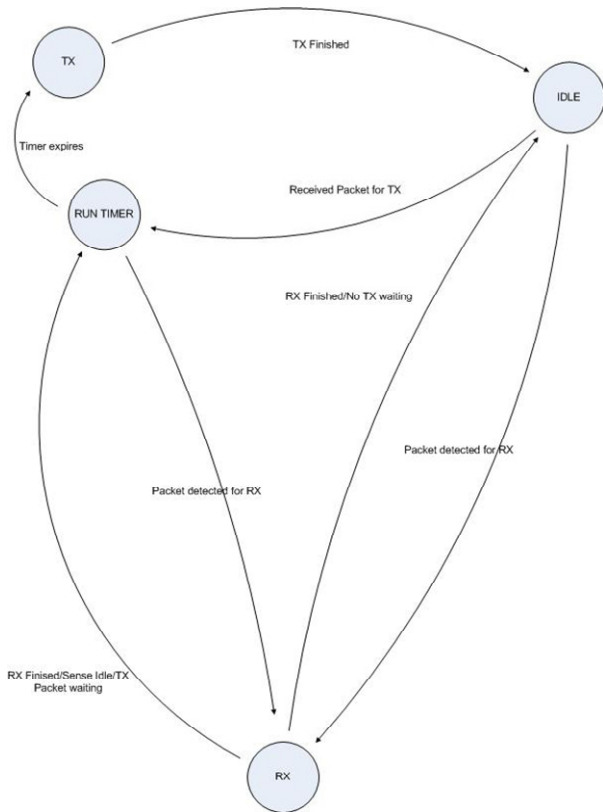 TX Finished
TX
IDLE
Timer expires
Received Packet for TX
RUN TIMER
RX Finished/No TX waiting
Packet detected for RX
Packet detected for RX
RX Finised/Sense Idle/TX
Packet waiting
RX